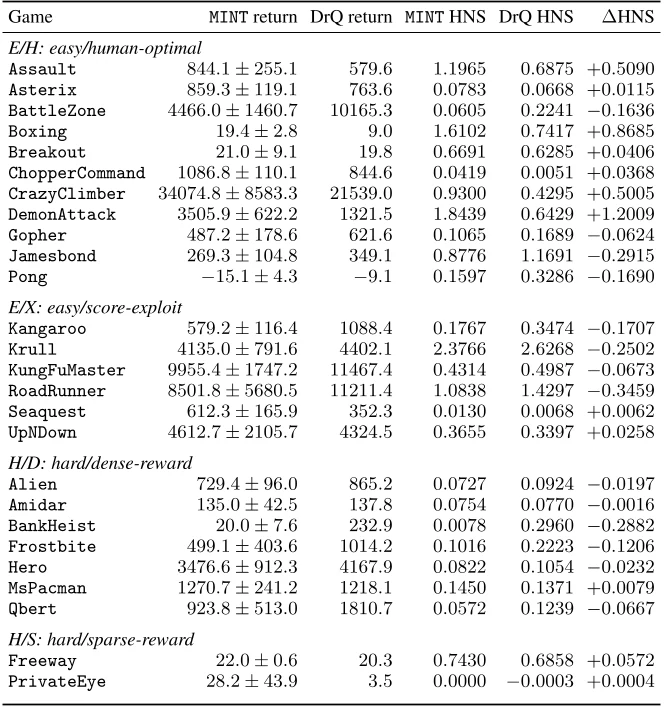 Game MINT return DrQ return MINT HNS DrQ HNS ΔHNS
E/H: easy/human-optimal
Assault 844.1 ± 255.1 579.6 1.1965 0.6875 +0.5090
Asterix 859.3 ± 119.1 763.6 0.0783 0.0668 +0.0115
BattleZone 4466.0 ± 1460.7 10165.3 0.0605 0.2241 −0.1636
Boxing 19.4 ± 2.8 9.0 1.6102 0.7417 +0.8685
Breakout 21.0 ± 9.1 19.8 0.6691 0.6285 +0.0406
ChopperCommand 1086.8 ± 110.1 844.6 0.0419 0.0051 +0.0368
CrazyClimber 34074.8 ± 8583.3 21539.0 0.9300 0.4295 +0.5005
DemonAttack 3505.9 ± 622.2 1321.5 1.8439 0.6429 +1.2009
Gopher 487.2 ± 178.6 621.6 0.1065 0.1689 −0.0624
Jamesbond 269.3 ± 104.8 349.1 0.8776 1.1691 −0.2915
Pong −15.1 ± 4.3 −9.1 0.1597 0.3286 −0.1690
E/X: easy/score-exploit
Kangaroo 579.2 ± 116.4 1088.4 0.1767 0.3474 −0.1707
Krull 4135.0 ± 791.6 4402.1 2.3766 2.6268 −0.2502
KungFuMaster 9955.4 ± 1747.2 11467.4 0.4314 0.4987 −0.0673
RoadRunner 8501.8 ± 5680.5 11211.4 1.0838 1.4297 −0.3459
Seaquest 612.3 ± 165.9 352.3 0.0130 0.0068 +0.0062
UpNDown 4612.7 ± 2105.7 4324.5 0.3655 0.3397 +0.0258
H/D: hard/dense-reward
Alien 729.4 ± 96.0 865.2 0.0727 0.0924 −0.0197
Amidar 135.0 ± 42.5 137.8 0.0754 0.0770 −0.0016
BankHeist 20.0 ± 7.6 232.9 0.0078 0.2960 −0.2882
Frostbite 499.1 ± 403.6 1014.2 0.1016 0.2223 −0.1206
Hero 3476.6 ± 912.3 4167.9 0.0822 0.1054 −0.0232
MsPacman 1270.7 ± 241.2 1218.1 0.1450 0.1371 +0.0079
Qbert 923.8 ± 513.0 1810.7 0.0572 0.1239 −0.0667
H/S: hard/sparse-reward
Freeway 22.0 ± 0.6 20.3 0.7430 0.6858 +0.0572
PrivateEye 28.2 ± 43.9 3.5 0.0000 −0.0003 +0.0004